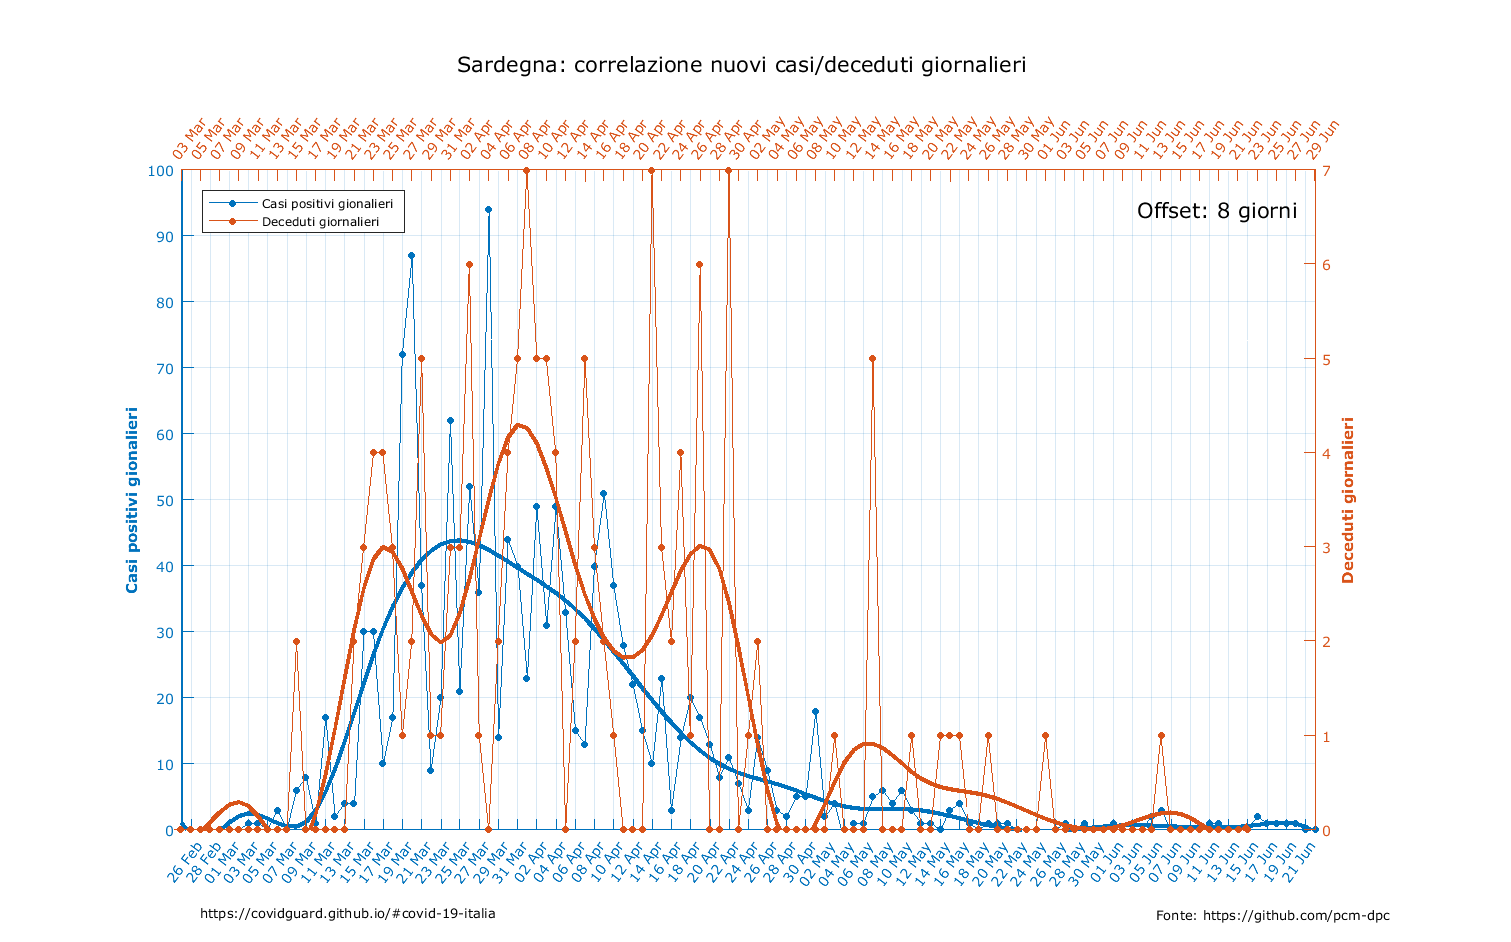 Sardegna: correlazione nuovi casi/deceduti giornalieri
03 Mar
05 Mar
07 Mar
09 Mar
11 Mar
13 Mar
15 Mar
17 Mar
19 Mar
21 Mar
23 Mar
25 Mar
27 Mar
29 Mar
31 Mar
02 Apr
04 Apr
06 Apr
08 Apr
10 Apr
12 Apr
14 Apr
16 Apr
18 Apr
20 Apr
22 Apr
24 Apr
26 Apr
28 Apr
30 Apr
02 May
04 May
06 May
08 May
10 May
12 May
14 May
16 May
18 May
20 May
22 May
24 May
26 May
28 May
30 May
01 Jun
03 Jun
05 Jun
07 Jun
09 Jun
11 Jun
13 Jun
15 Jun
17 Jun
19 Jun
21 Jun
23 Jun
25 Jun
27 Jun
29 Jun
Casi positivi gionalieri
Deceduti giornalieri
Offset: 8 giorni
100
90
80
70
60
50
40
30
20
10
0
Casi positivi gionalieri
7
6
5
4
3
2
1
0
Deceduti giornalieri
26 Feb
28 Feb
01 Mar
03 Mar
05 Mar
07 Mar
09 Mar
11 Mar
13 Mar
15 Mar
17 Mar
19 Mar
21 Mar
23 Mar
25 Mar
27 Mar
29 Mar
31 Mar
02 Apr
04 Apr
06 Apr
08 Apr
10 Apr
12 Apr
14 Apr
16 Apr
18 Apr
20 Apr
22 Apr
24 Apr
26 Apr
28 Apr
30 Apr
02 May
04 May
06 May
08 May
10 May
12 May
14 May
16 May
18 May
20 May
22 May
24 May
26 May
28 May
30 May
01 Jun
03 Jun
05 Jun
07 Jun
09 Jun
11 Jun
13 Jun
15 Jun
17 Jun
19 Jun
21 Jun
https://covidguard.github.io/#covid-19-italia
Fonte: https://github.com/pcm-dpc